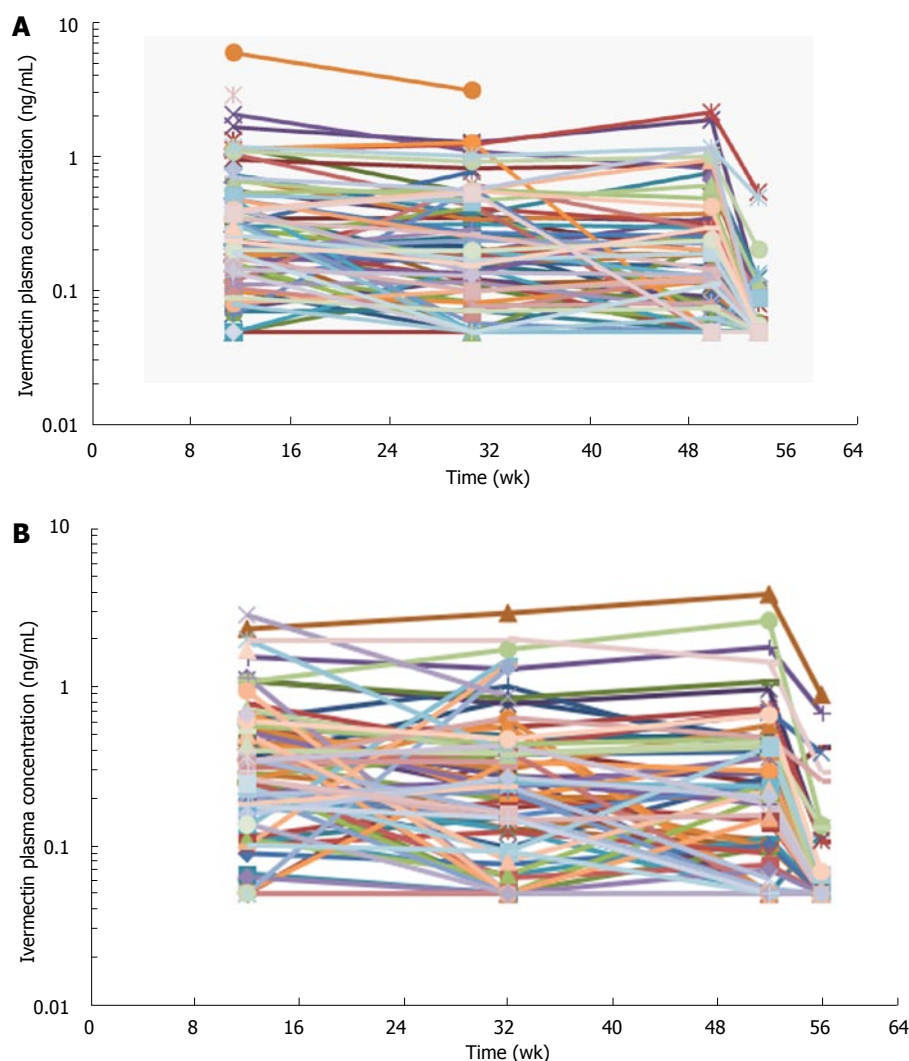 A
Ivermectin plasma concentration (ng/mL)
10
1
0.1
0.01
0 8 16 24 32 40 48 56 64
Time (wk)
B
Ivermectin plasma concentration (ng/mL)
10
1
0.1
0.01
0 8 16 24 32 40 48 56 64
Time (wk)